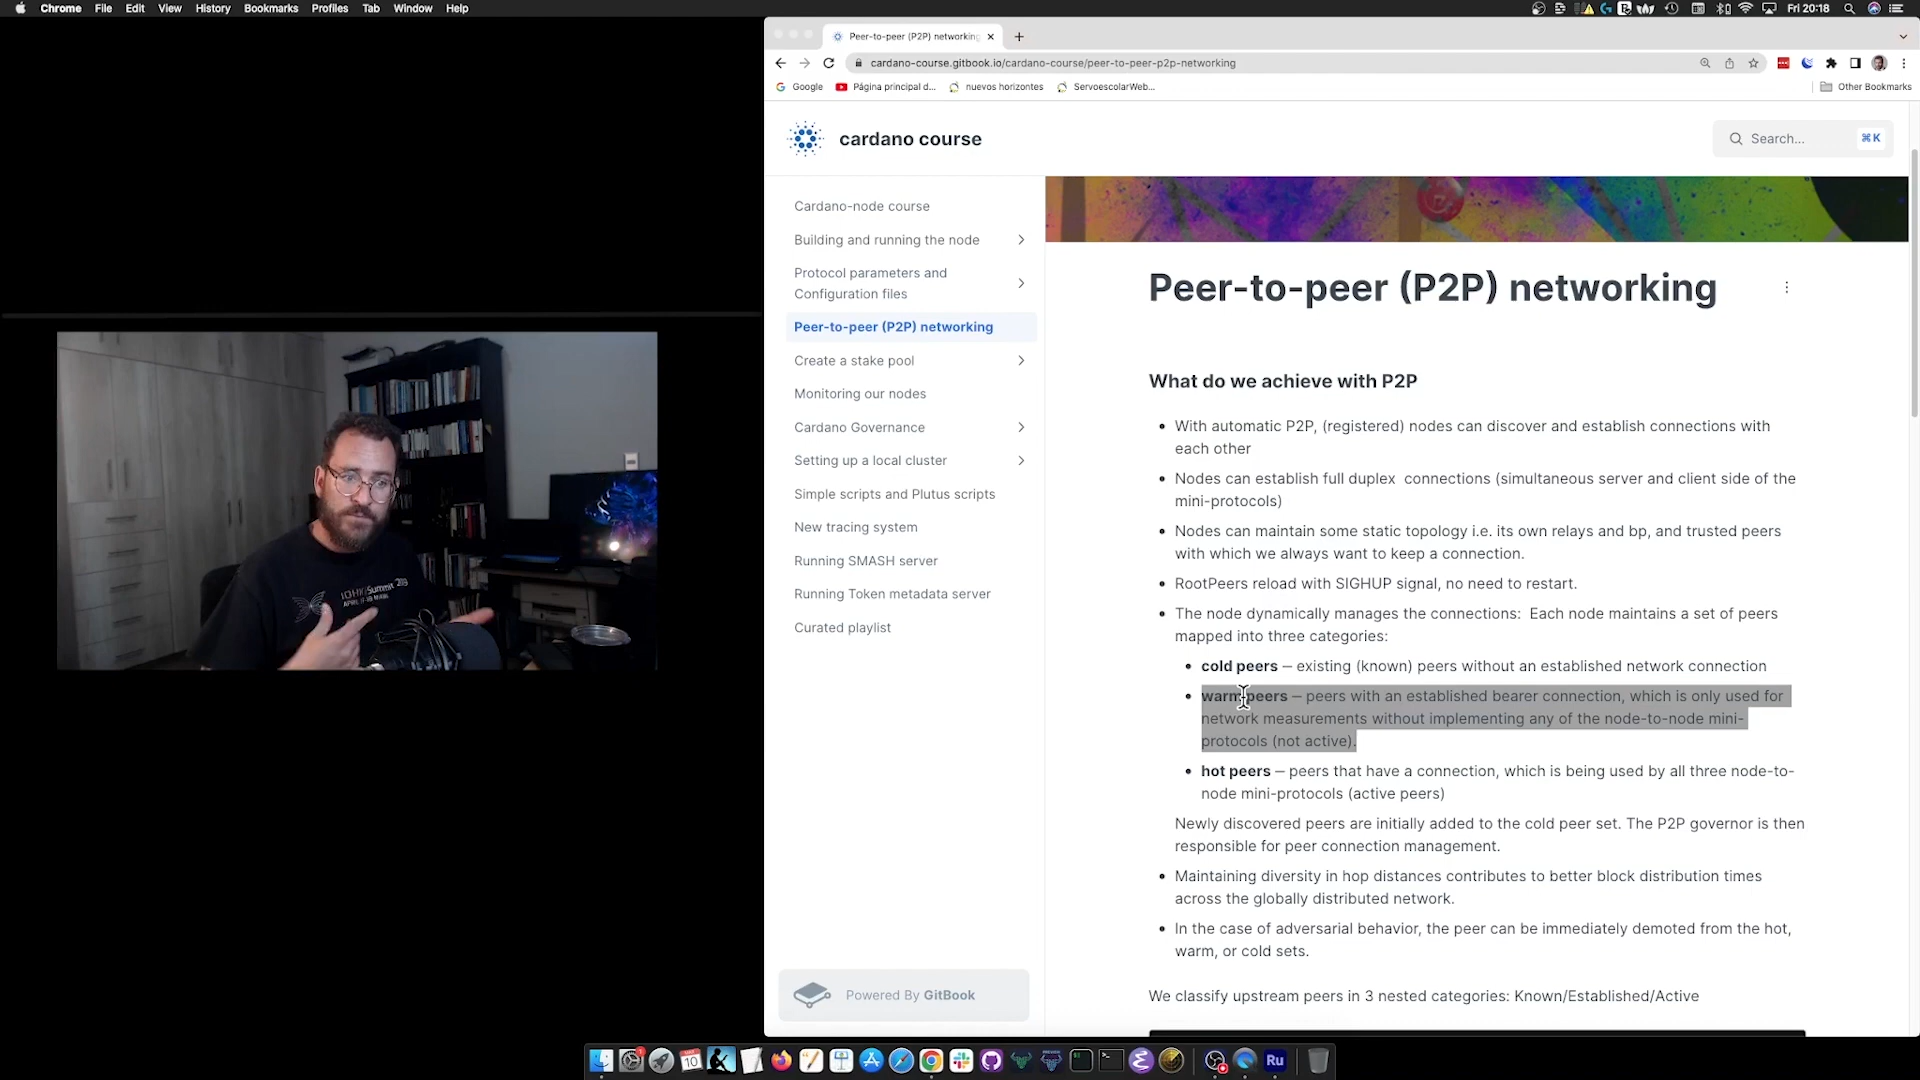 Chrome File Edit View History Bookmarks Profiles Tab Window Help
Fri 20:18
Peer-to-peer (P2P) networking
cardano-course.gitbook.io/cardano-course/peer-to-peer-p2p-networking
Google
Página principal d...
nuevos horizontes
ServoescolarWeb...
Other Bookmarks
cardano course
Search...
⌘K
Cardano-node course
Building and running the node
Protocol parameters and
Configuration files
Peer-to-peer (P2P) networking
Create a stake pool
Monitoring our nodes
Cardano Governance
Setting up a local cluster
Simple scripts and Plutus scripts
New tracing system
Running SMASH server
Running Token metadata server
Curated playlist
Powered By GitBook
Peer-to-peer (P2P) networking
What do we achieve with P2P
With automatic P2P, (registered) nodes can discover and establish connections with
each other
Nodes can establish full duplex connections (simultaneous server and client side of the
mini-protocols)
Nodes can maintain some static topology i.e. its own relays and bp, and trusted peers
with which we always want to keep a connection.
RootPeers reload with SIGHUP signal, no need to restart.
The node dynamically manages the connections: Each node maintains a set of peers
mapped into three categories:
cold peers – existing (known) peers without an established network connection
warm peers – peers with an established bearer connection, which is only used for
network measurements without implementing any of the node-to-node mini-
protocols (not active).
hot peers – peers that have a connection, which is being used by all three node-to-
node mini-protocols (active peers)
Newly discovered peers are initially added to the cold peer set. The P2P governor is then
responsible for peer connection management.
Maintaining diversity in hop distances contributes to better block distribution times
across the globally distributed network.
In the case of adversarial behavior, the peer can be immediately demoted from the hot,
warm, or cold sets.
We classify upstream peers in 3 nested categories: Known/Established/Active
IOHK Summit
10
Ru